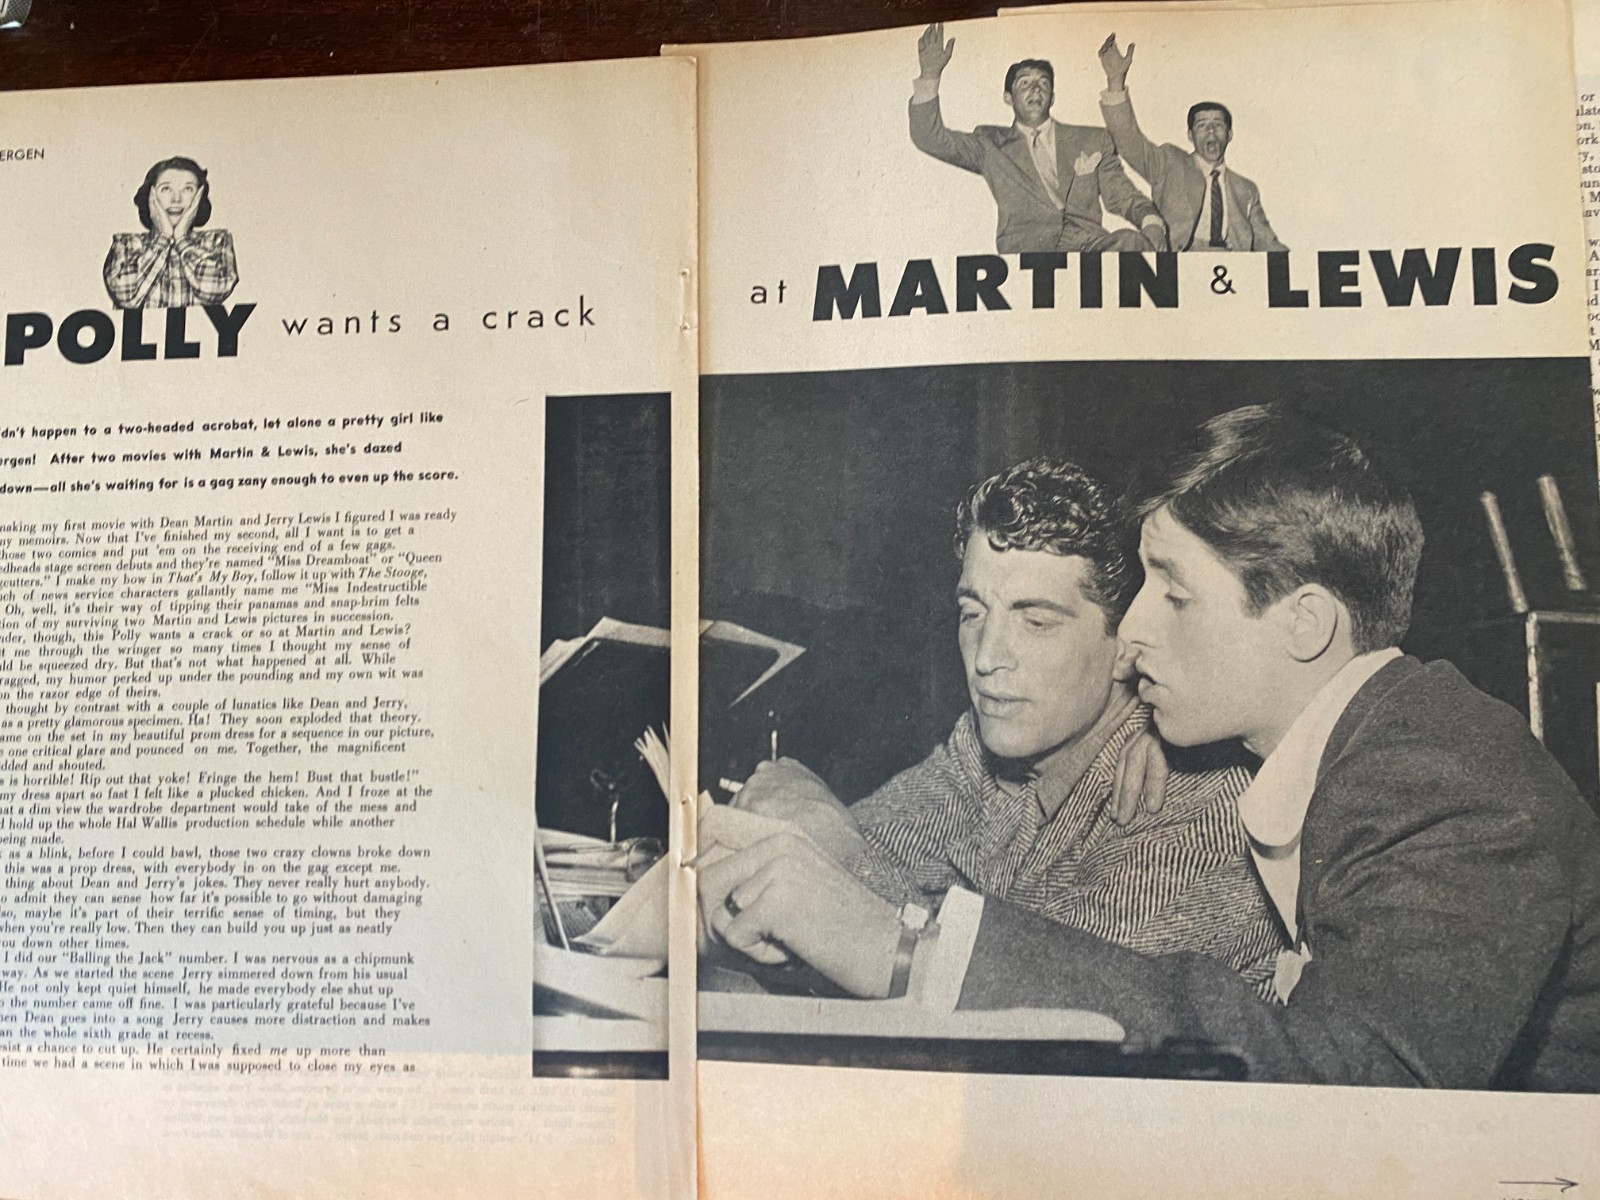 ERGEN
POLLY wants a crack
at MARTIN & LEWIS
dn't happen to a two-headed acrobat, let alone a pretty girl like
ergen! After two movies with Martin & Lewis, she's dazed
down—all she's waiting for is a gag zany enough to even up the score.
making my first movie with Dean Martin and Jerry Lewis I figured I was ready
my memoirs. Now that I've finished my second, all I want is to get a
those two comics and put 'em on the receiving end of a few gags.
edheads stage screen debuts and they're named "Miss Dreamboat" or "Queen
gcutters." I make my bow in That's My Boy, follow it up with The Stooge,
ch of news service characters gallantly name me "Miss Indestructible
Oh, well, it's their way of tipping their panamas and snap-brim felts
tion of my surviving two Martin and Lewis pictures in succession.
nder, though, this Polly wants a crack or so at Martin and Lewis?
t me through the wringer so many times I thought my sense of
ld be squeezed dry. But that's not what happened at all. While
ragged, my humor perked up under the pounding and my own wit was
on the razor edge of theirs.
thought by contrast with a couple of lunatics like Dean and Jerry,
as a pretty glamorous specimen. Ha! They soon exploded that theory.
ame on the set in my beautiful prom dress for a sequence in our picture,
one critical glare and pounced on me. Together, the magnificent
dded and shouted.
s is horrible! Rip out that yoke! Fringe the hem! Bust that bustle!"
my dress apart so fast I felt like a plucked chicken. And I froze at the
hat a dim view the wardrobe department would take of the mess and
d hold up the whole Hal Wallis production schedule while another
being made.
as a blink, before I could bawl, those two crazy clowns broke down
this was a prop dress, with everybody in on the gag except me.
thing about Dean and Jerry's jokes. They never really hurt anybody.
o admit they can sense how far it's possible to go without damaging
lso, maybe it's part of their terrific sense of timing, but they
when you're really low. Then they can build you up just as neatly
ou down other times.
I did our "Balling the Jack" number. I was nervous as a chipmunk
way. As we started the scene Jerry simmered down from his usual
He not only kept quiet himself, he made everybody else shut up
o the number came off fine. I was particularly grateful because I've
hen Dean goes into a song Jerry causes more distraction and makes
an the whole sixth grade at recess.
esist a chance to cut up. He certainly fixed me up more than
time we had a scene in which I was supposed to close my eyes as